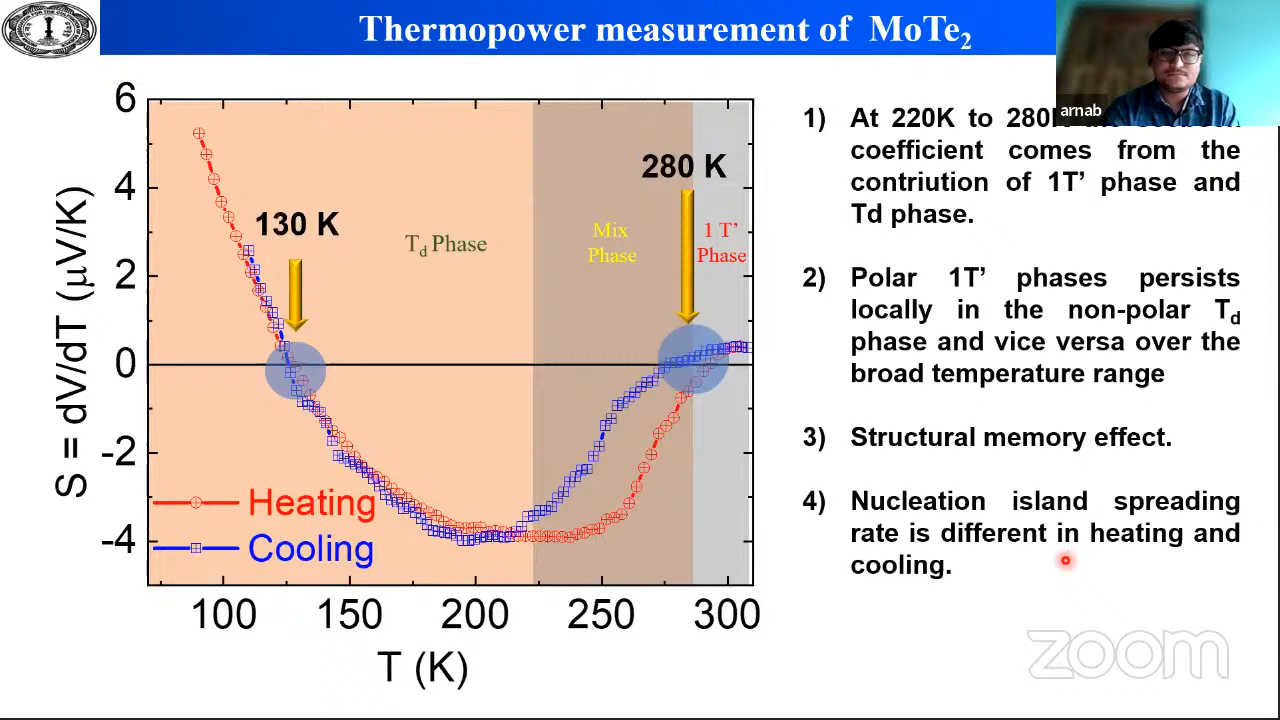 Thermopower measurement of MoTe2
arnab
6
4
2
0
-2
-4
S = dV/dT (μV/K)
130 K
280 K
Td Phase
Mix
Phase
1 T’
Phase
Heating
Cooling
100 150 200 250 300
T (K)
1) At 220K to
coefficient comes from the
contriution of 1T’ phase and
Td phase.
2) Polar 1T’ phases persists
locally in the non-polar Td
phase and vice versa over the
broad temperature range
3) Structural memory effect.
4) Nucleation island spreading
rate is different in heating and
cooling.
zoom